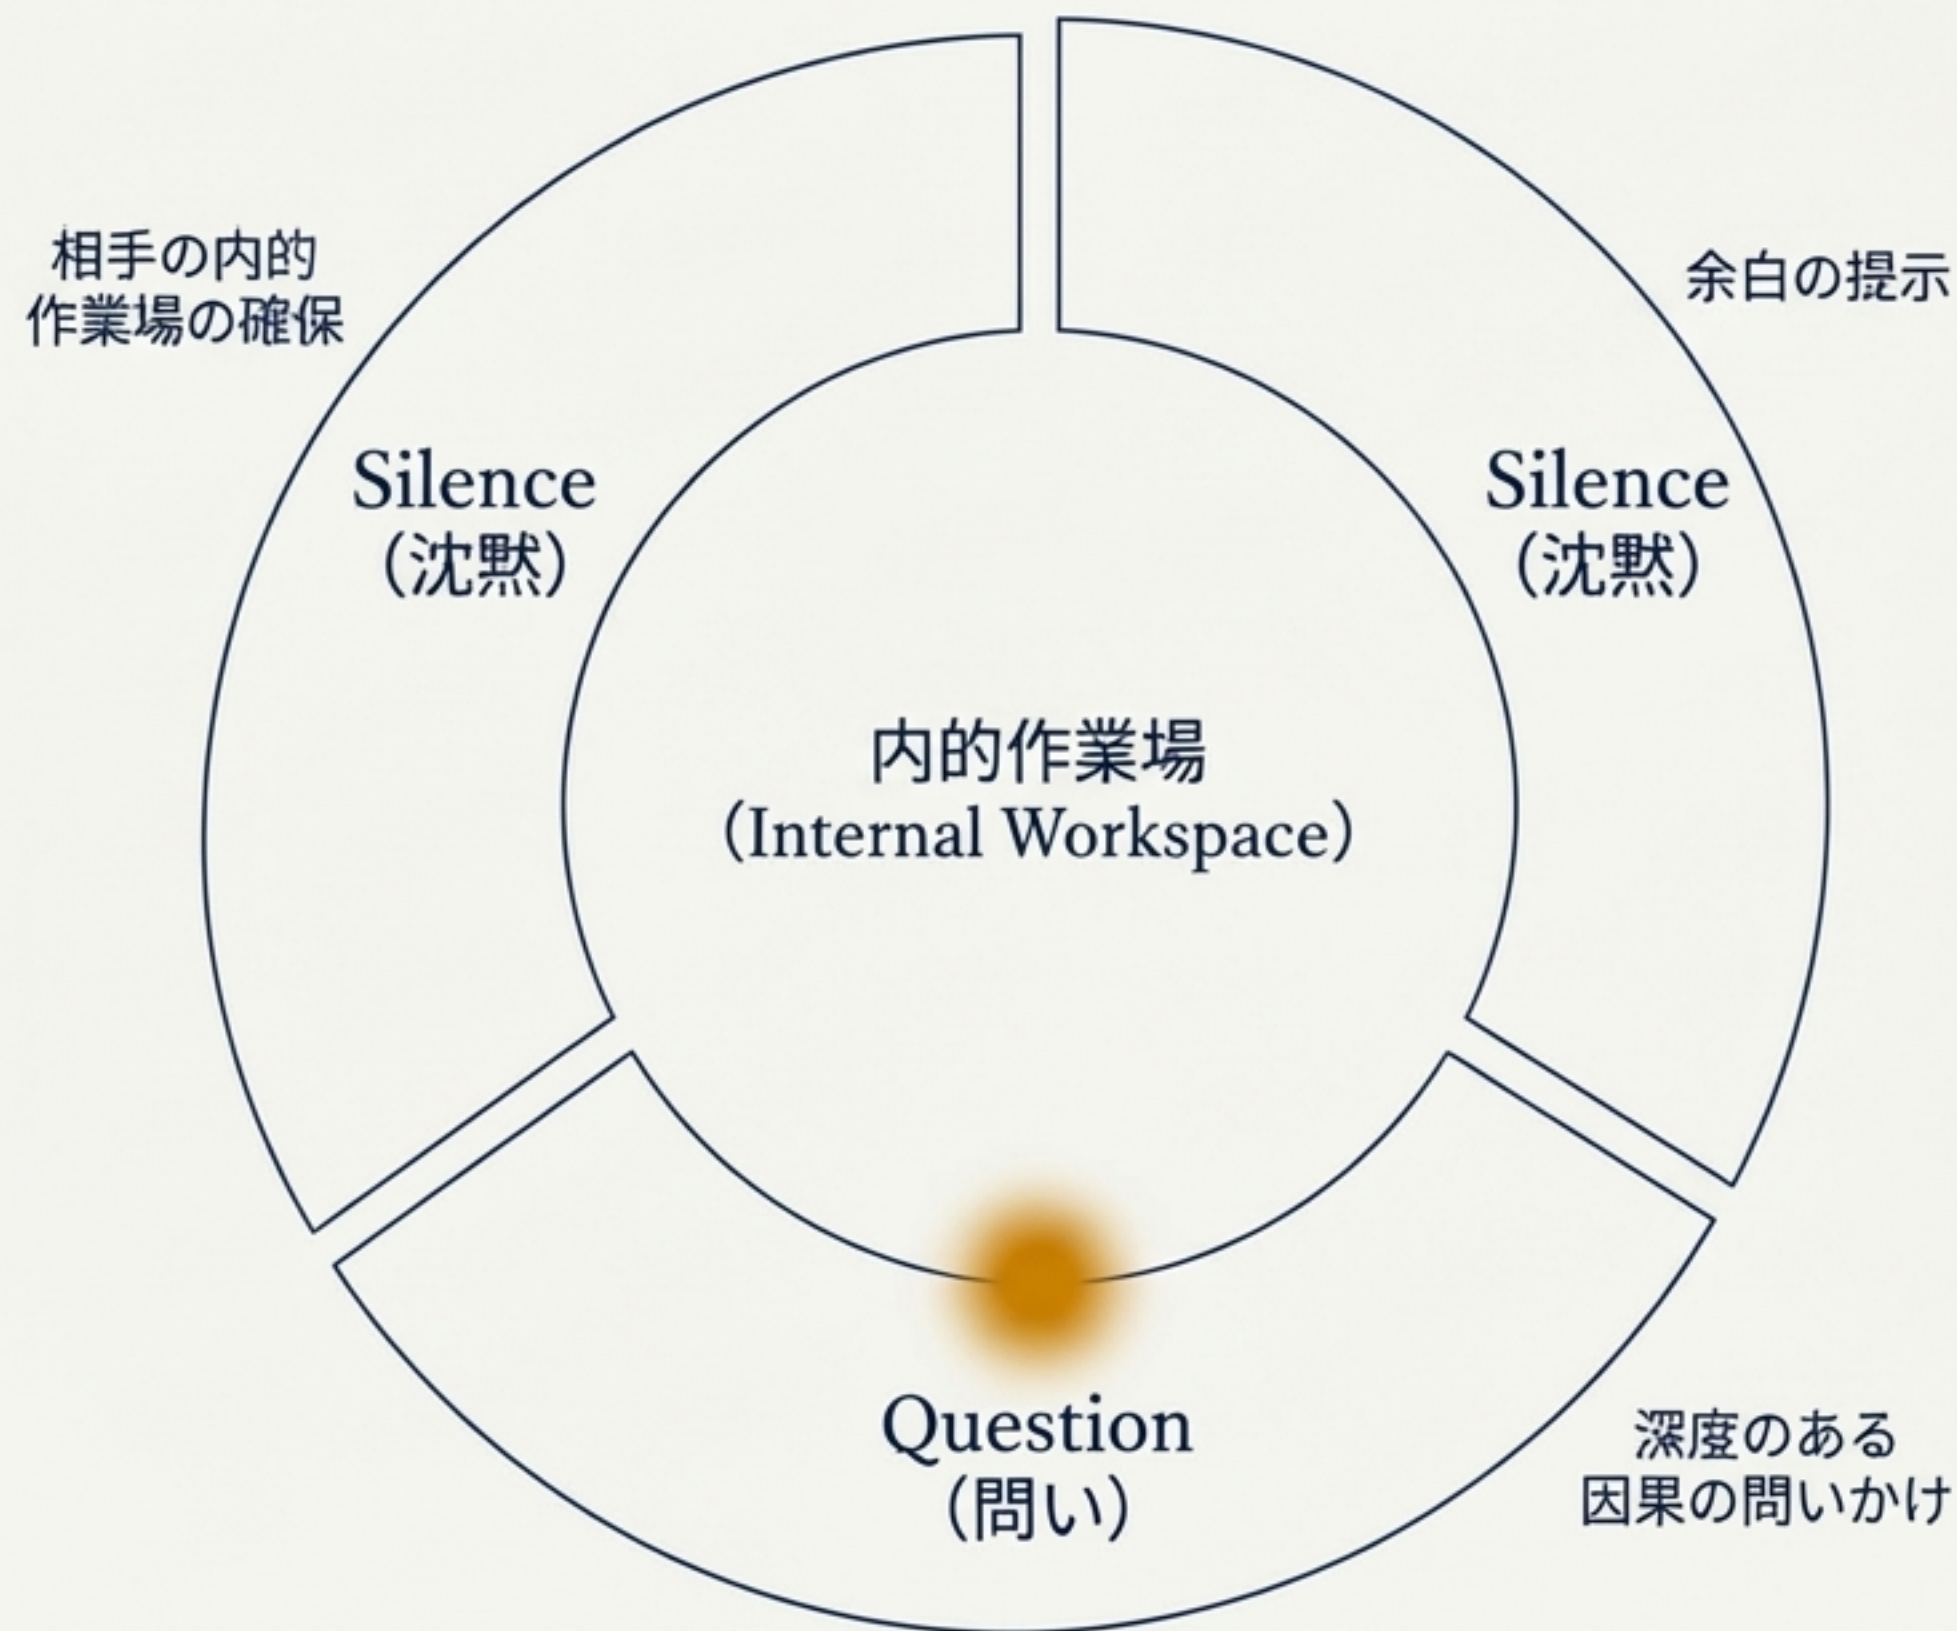 相手の内的
作業場の確保
余白の提示
Silence
（沈黙）
Silence
（沈黙）
内的作業場
（Internal Workspace）
Question
（問い）
深度のある
因果の問いかけ